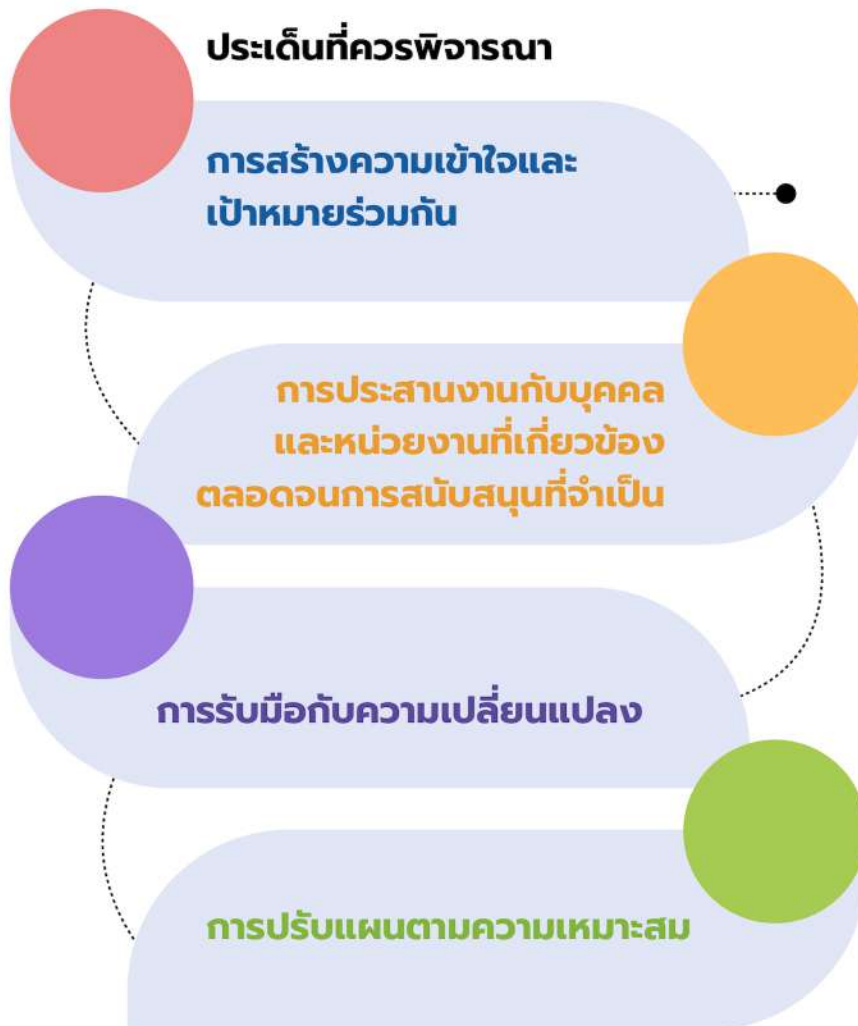 ประเด็นที่ควรพิจารณา
การสร้างความเข้าใจและ
เป้าหมายร่วมกัน
การประสานงานกับบุคคล
และหน่วยงานที่เกี่ยวข้อง
ตลอดจนการสนับสนุนที่จำเป็น
การรับมือกับความเปลี่ยนแปลง
การปรับแผนตามความเหมาะสม